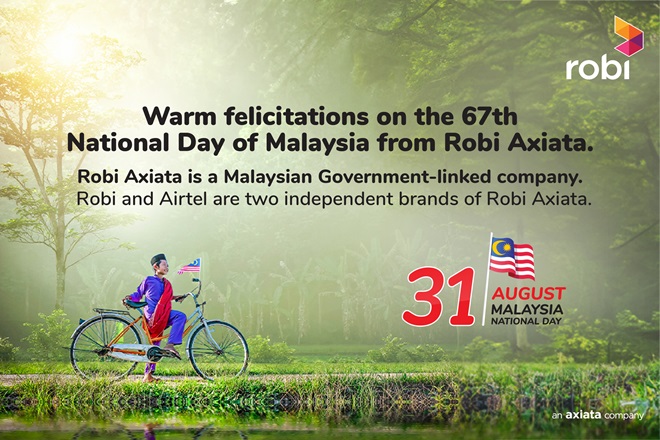 robi
Warm felicitations on the 67th
National Day of Malaysia from Robi Axiata.
Robi Axiata is a Malaysian Government-linked company.
Robi and Airtel are two independent brands of Robi Axiata.
31
AUGUST
MALAYSIA
NATIONAL DAY
an axiata company